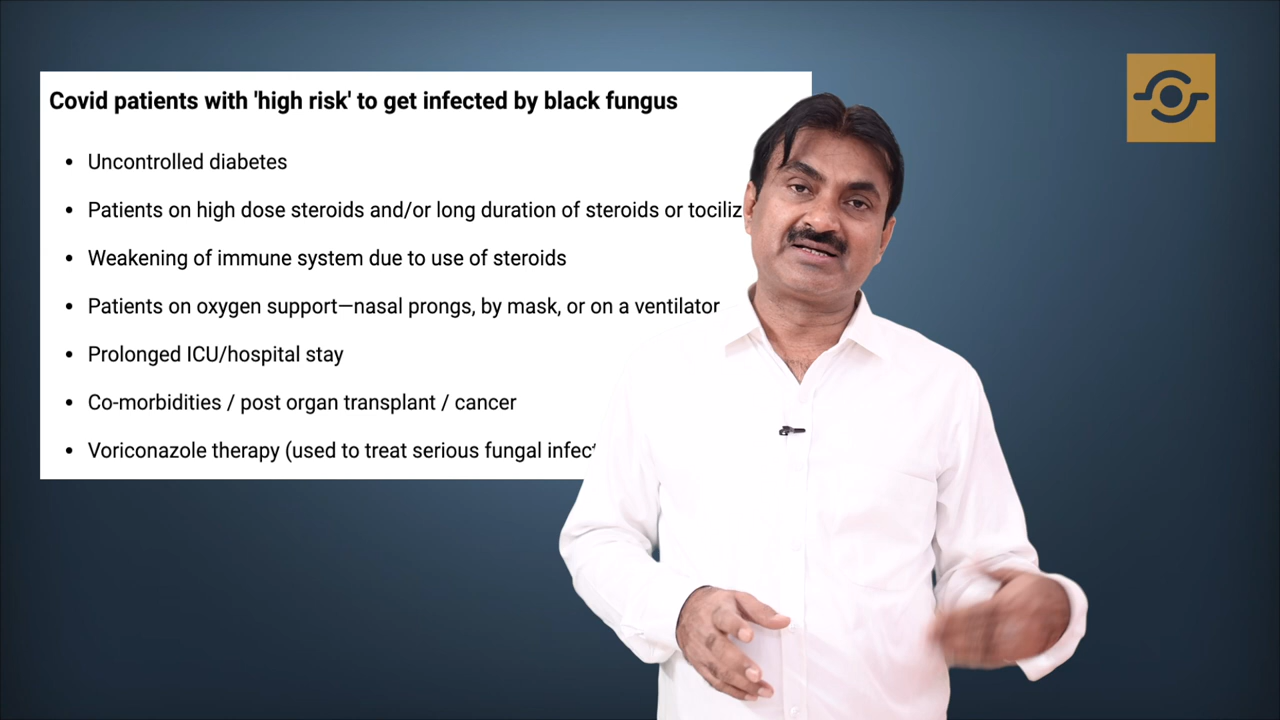 Covid patients with 'high risk' to get infected by black fungus
• Uncontrolled diabetes
• Patients on high dose steroids and/or long duration of steroids or
• Weakening of immune system due to use of steroids
• Patients on oxygen support—nasal prongs, by mask, or on a ventilator
• Prolonged ICU/hospital stay
• Co-morbidities / post organ transplant / cancer
• Voriconazole therapy (used to treat serious fungal